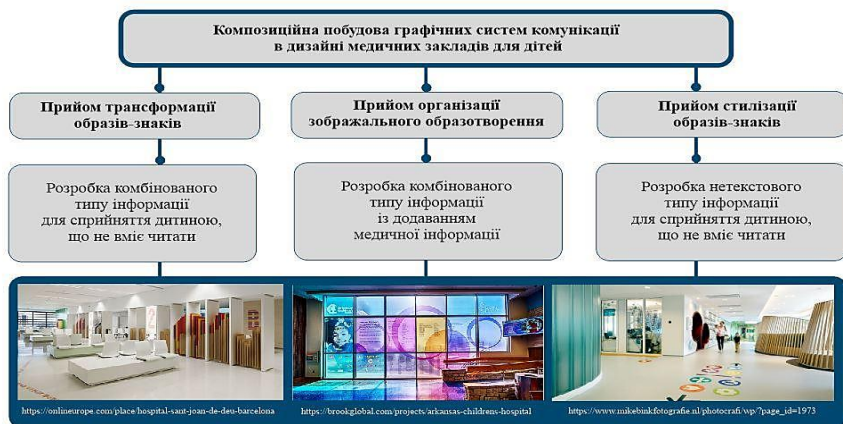 Композиційна побудова графічних систем комунікації
в дизайні медичних закладів для дітей
Прийом трансформації
образів-знаків
Прийом організації
зображального образотворення
Прийом стилізації
образів-знаків
Розробка комбінованого
типу інформації
для сприйняття дитиною,
що не вміє читати
Розробка комбінованого
типу інформації
із додаванням
медичної інформації
Розробка нетекстового
типу інформації
для сприйняття дитиною,
що не вміє читати
https://onlineurope.com/place/hospital-sant-joan-de-deu-barcelona
https://brookglobal.com/projects/arkansas-childrens-hospital
https://www.mikebinkfotografie.nl/photocrafi/wp/?page_id=1973